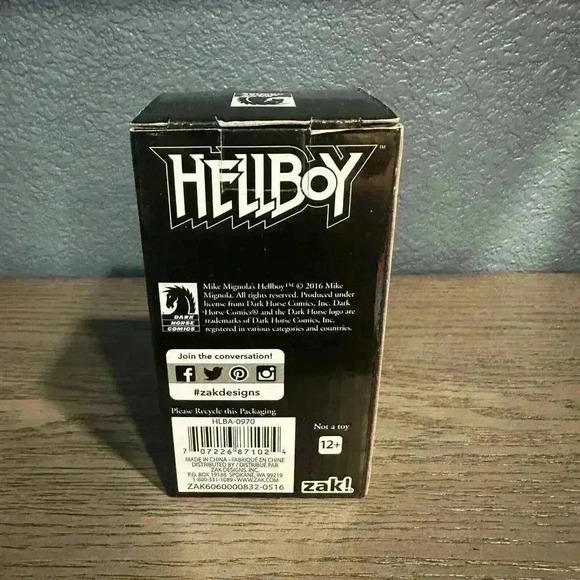 HELLBOY™
Mike Mignola's Hellboy™ © 2016 Mike
Mignola. All rights reserved. Produced under
license from Dark Horse Comics, Inc. Dark
Horse Comics® and the Dark Horse logo are
trademarks of Dark Horse Comics, Inc.
registered in various categories and countries.
DARK
HORSE
COMICS
Join the conversation!
#zakdesigns
Please Recycle this Packaging
HLBA-0970
7 07226 87102 4
MADE IN CHINA • FABRIQUÉ EN CHINE
DISTRIBUTED BY / DISTRIBUÉ PAR
ZAK DESIGNS, INC.
P.O. BOX 19188 SPOKANE, WA 99219
1-800-331-1089 • WWW.ZAK.COM
ZAK6060000832-0516
Not a toy
12+
zak!